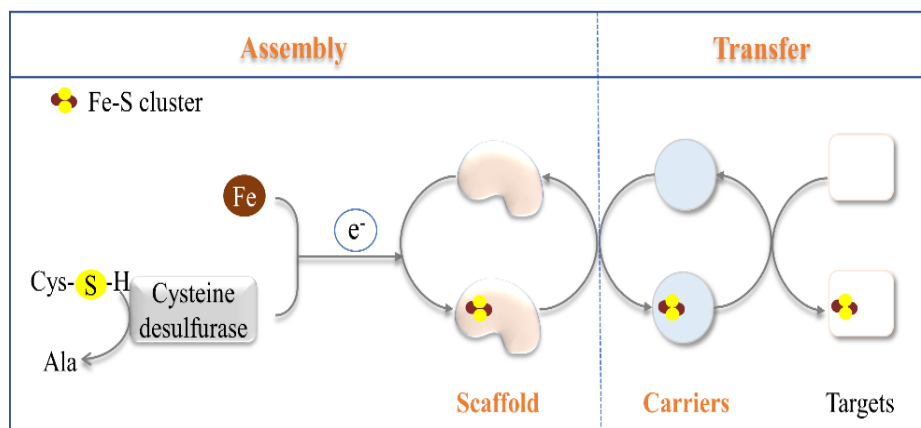 Assembly
Transfer
Fe-S cluster
Fe
e-
Cys-S-H
Cysteine
desulfurase
Ala
Scaffold
Carriers
Targets